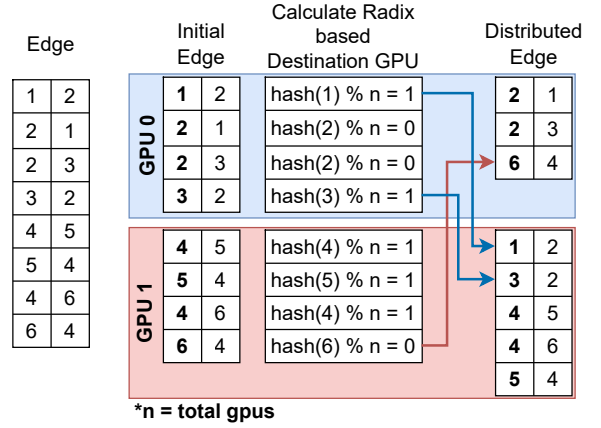 Edge
1 2
2 1
2 3
3 2
4 5
5 4
4 6
6 4
Initial
Edge
Calculate Radix
based
Destination GPU
Distributed
Edge
GPU 0
1 2 hash(1) % n = 1 2 1
2 1 hash(2) % n = 0 2 3
2 3 hash(2) % n = 0 6 4
3 2 hash(3) % n = 1
GPU 1
4 5 hash(4) % n = 1 1 2
5 4 hash(5) % n = 1 3 2
4 6 hash(4) % n = 1 4 5
6 4 hash(6) % n = 0 4 6
5 4
*n = total gpus